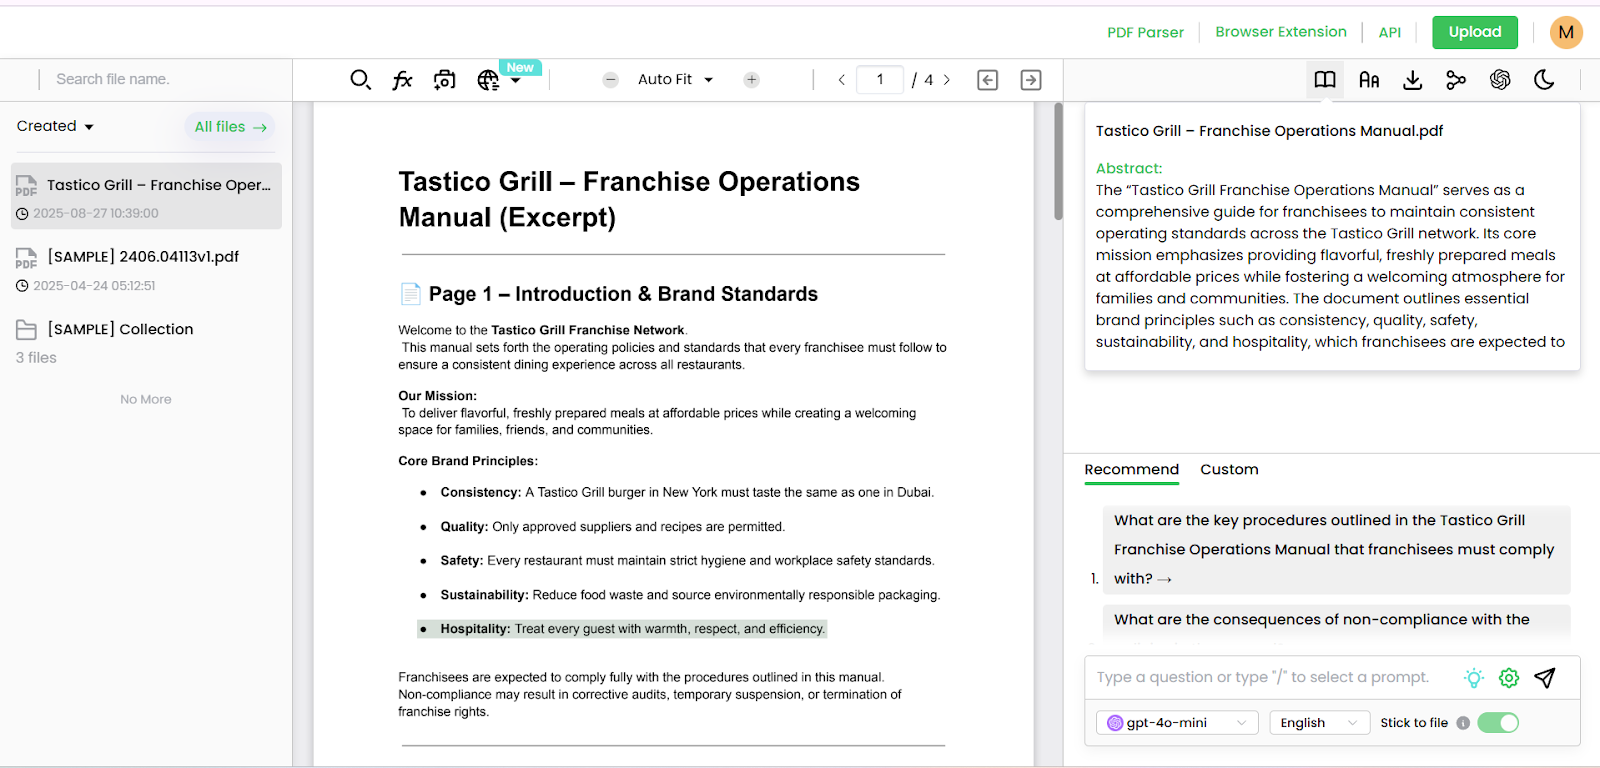 PDF Parser
Browser Extension
API
Upload
M
Search file name.
New
Auto Fit
1
/ 4
Created
All files →
PDF
Tastico Grill – Franchise Oper...
2025-08-27 10:39:00
PDF
[SAMPLE] 2406.04113v1.pdf
2025-04-24 05:12:51
[SAMPLE] Collection
3 files
No More
Tastico Grill – Franchise Operations
Manual (Excerpt)
Page 1 – Introduction & Brand Standards
Welcome to the Tastico Grill Franchise Network.
This manual sets forth the operating policies and standards that every franchisee must follow to
ensure a consistent dining experience across all restaurants.
Our Mission:
To deliver flavorful, freshly prepared meals at affordable prices while creating a welcoming
space for families, friends, and communities.
Core Brand Principles:
● Consistency: A Tastico Grill burger in New York must taste the same as one in Dubai.
● Quality: Only approved suppliers and recipes are permitted.
● Safety: Every restaurant must maintain strict hygiene and workplace safety standards.
● Sustainability: Reduce food waste and source environmentally responsible packaging.
● Hospitality: Treat every guest with warmth, respect, and efficiency.
Franchisees are expected to comply fully with the procedures outlined in this manual.
Non-compliance may result in corrective audits, temporary suspension, or termination of
franchise rights.
Tastico Grill – Franchise Operations Manual.pdf
Abstract:
The “Tastico Grill Franchise Operations Manual” serves as a
comprehensive guide for franchisees to maintain consistent
operating standards across the Tastico Grill network. Its core
mission emphasizes providing flavorful, freshly prepared meals
at affordable prices while fostering a welcoming atmosphere for
families and communities. The document outlines essential
brand principles such as consistency, quality, safety,
sustainability, and hospitality, which franchisees are expected to
Recommend
Custom
What are the key procedures outlined in the Tastico Grill
Franchise Operations Manual that franchisees must comply
1. with? →
What are the consequences of non-compliance with the
Type a question or type "/" to select a prompt.
gpt-4o-mini
English
Stick to file